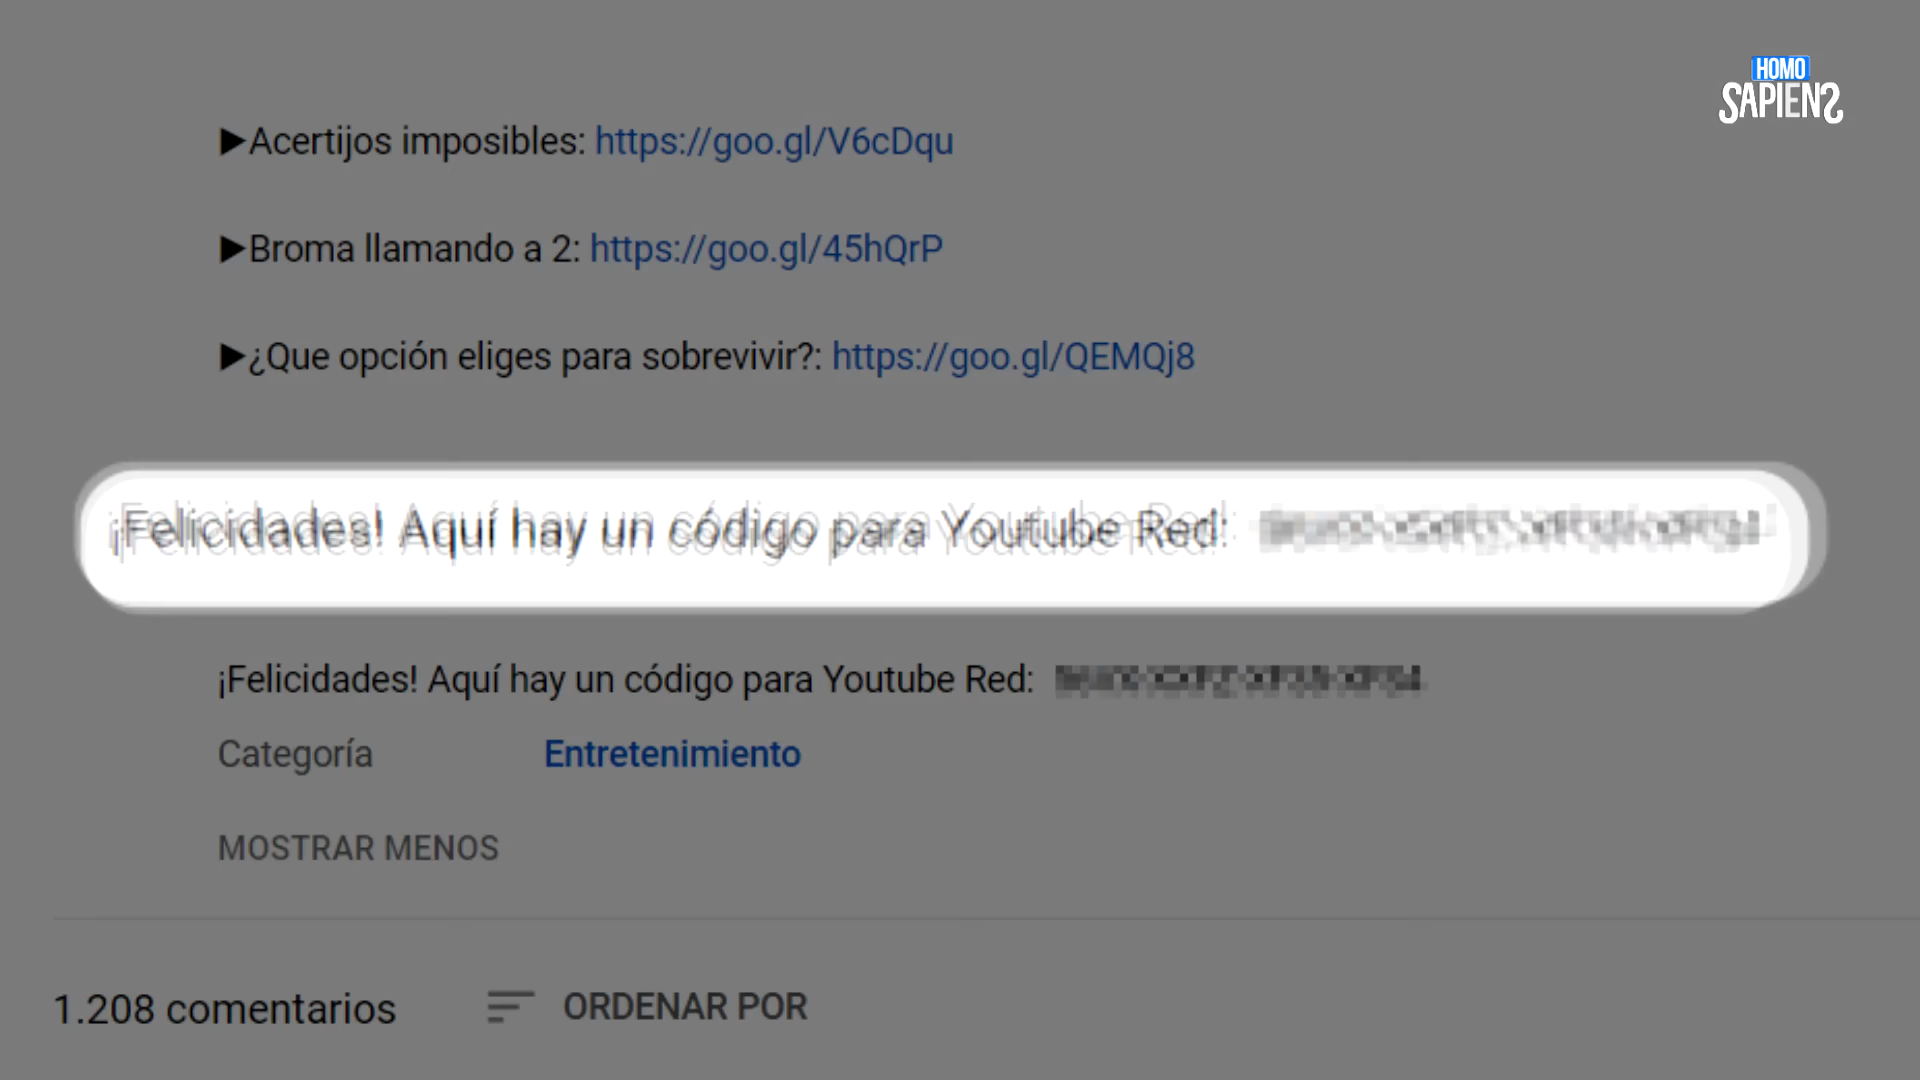 HOMO
SAPIENS
▶Acertijos imposibles: https://goo.gl/V6cDqu
▶Broma llamando a 2: https://goo.gl/45hQrP
▶¿Que opción eliges para sobrevivir?: https://goo.gl/QEMQj8
¡Felicidades! Aquí hay un código para Youtube Red:
¡Felicidades! Aquí hay un código para Youtube Red:
Categoría Entretenimiento
MOSTRAR MENOS
1.208 comentarios ORDENAR POR